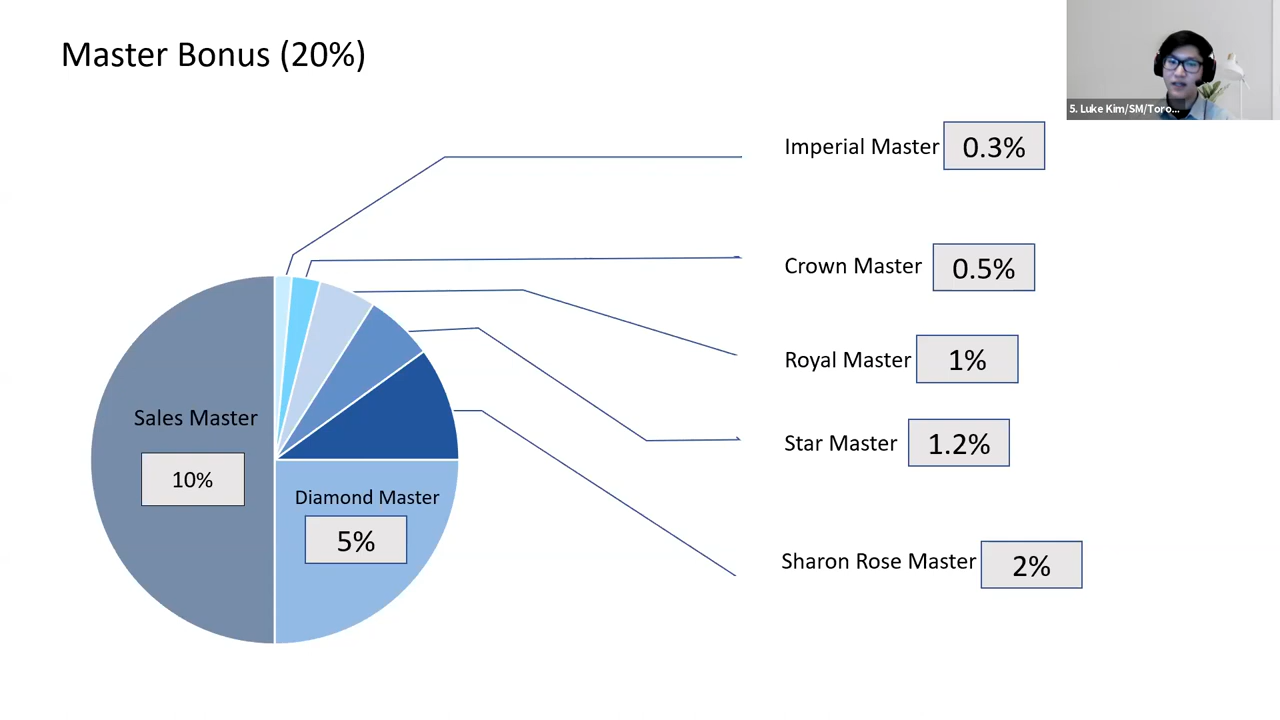 Master Bonus (20%)
5. Luke Kim/SM/Toro...
Imperial Master 0.3%
Crown Master 0.5%
Royal Master 1%
Star Master 1.2%
Sharon Rose Master 2%
Sales Master
10%
Diamond Master
5%